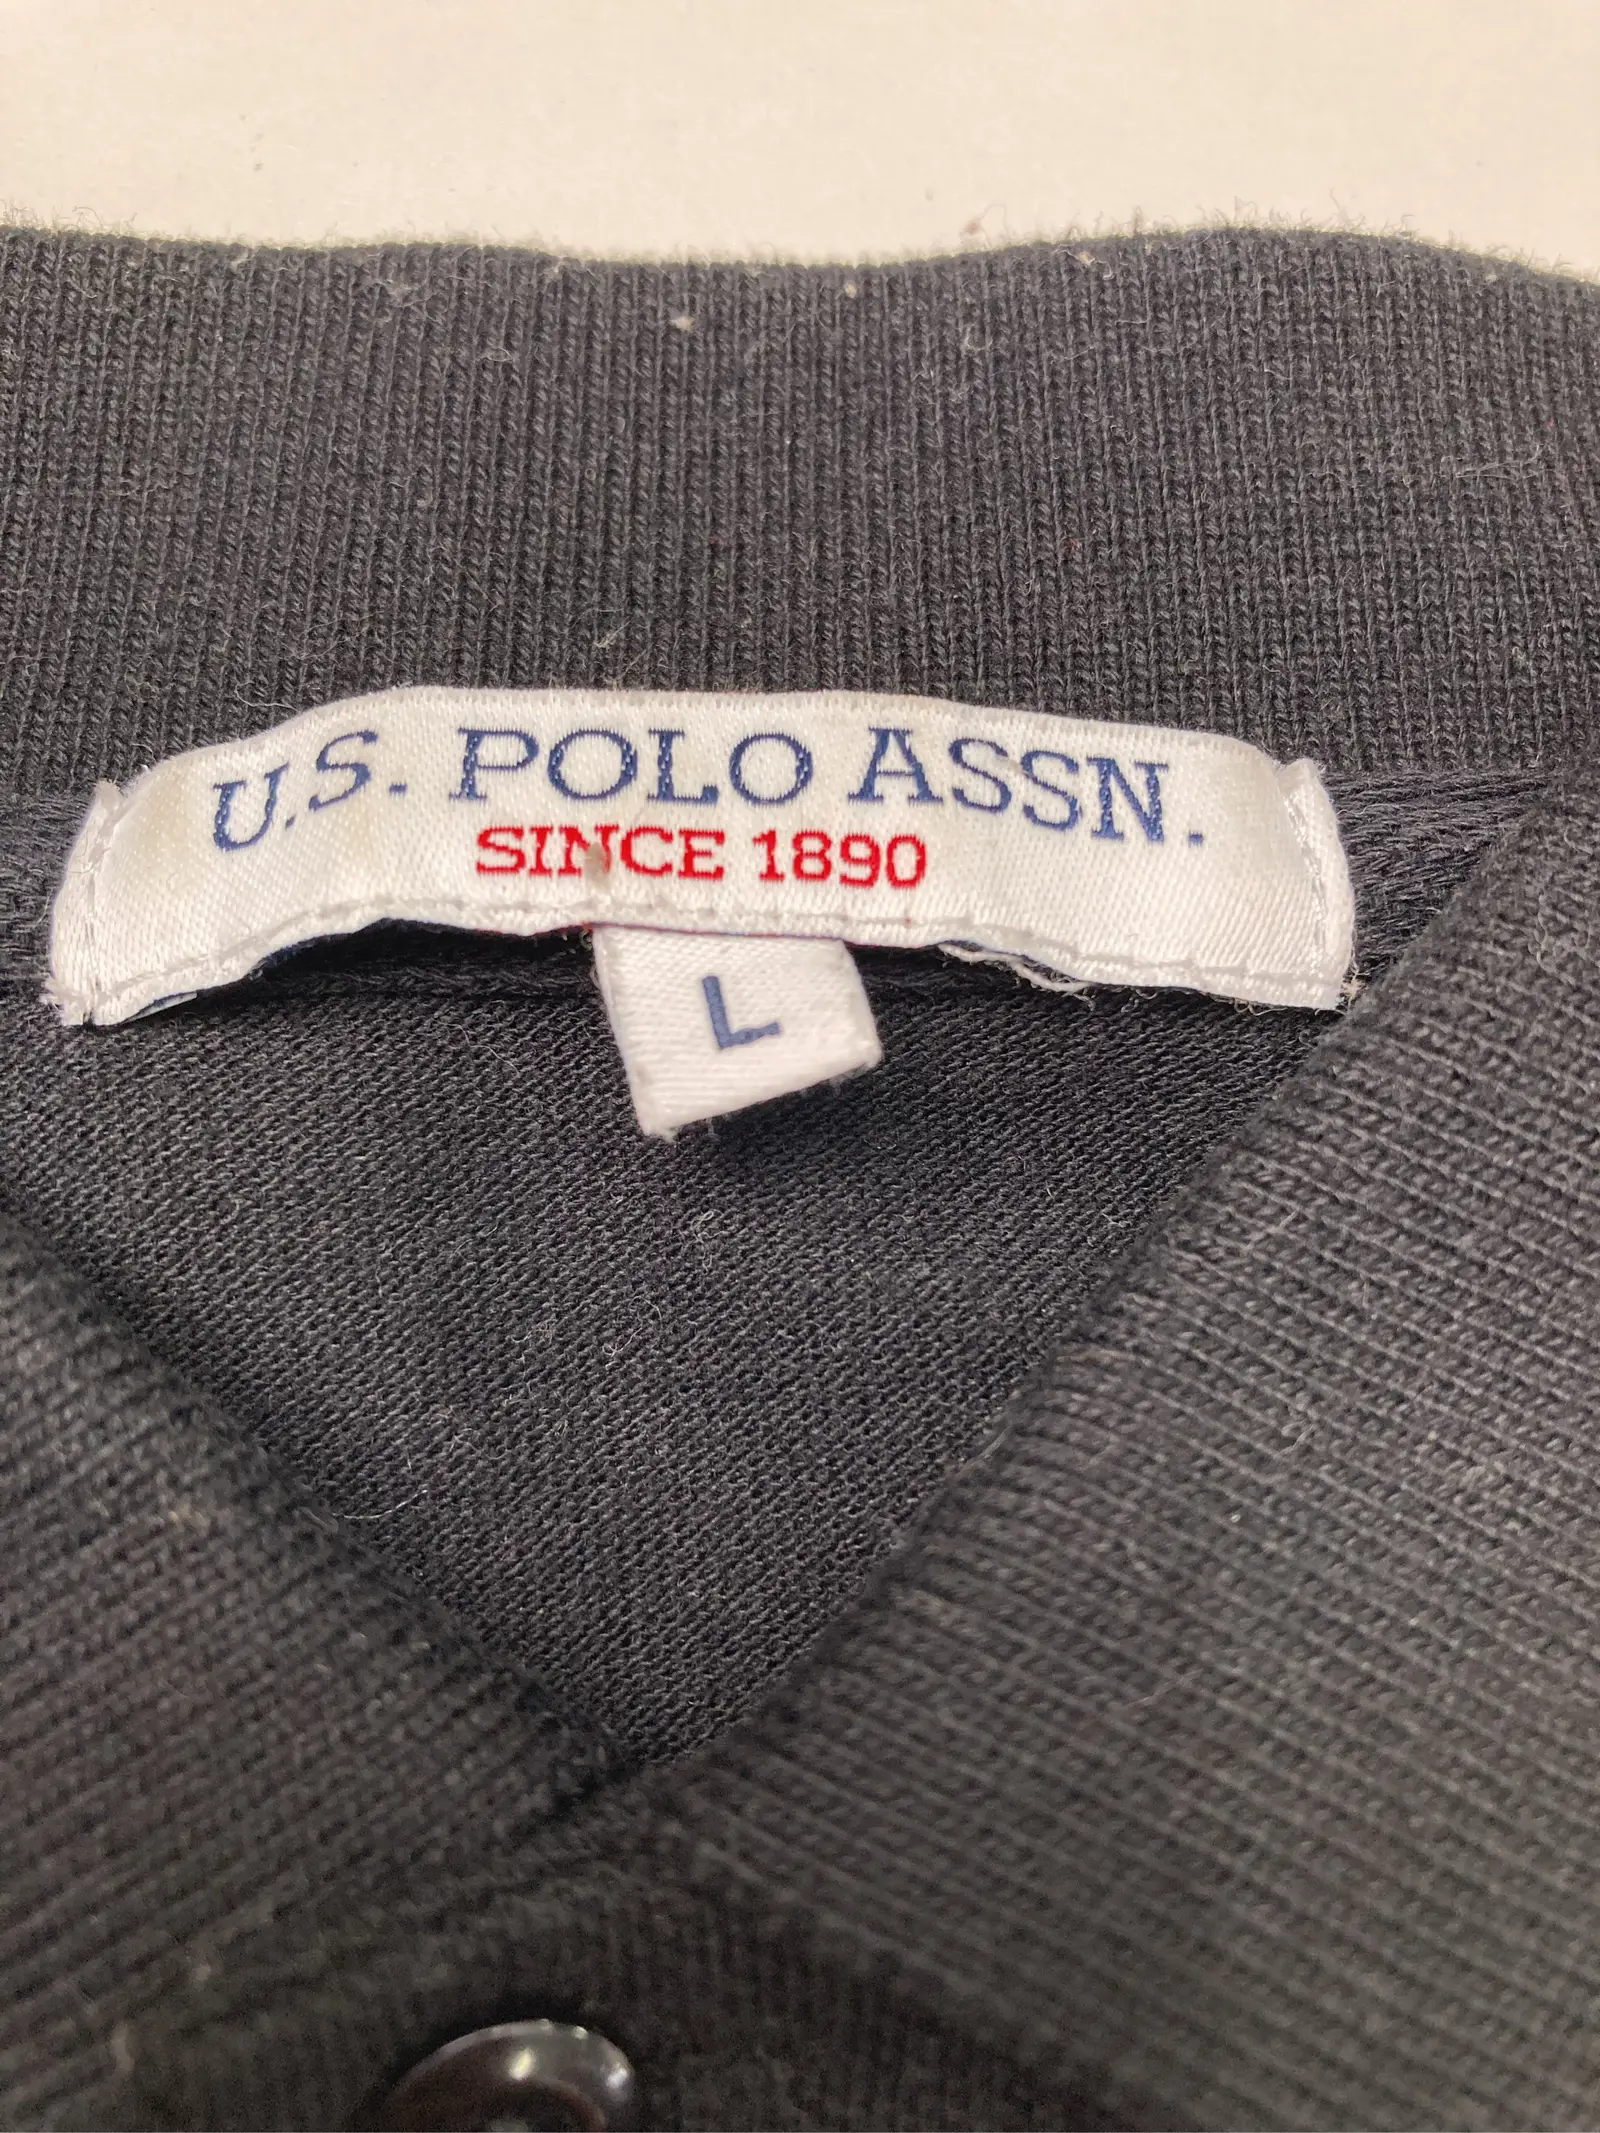 U.S. POLO ASSN.
SINCE 1890
L